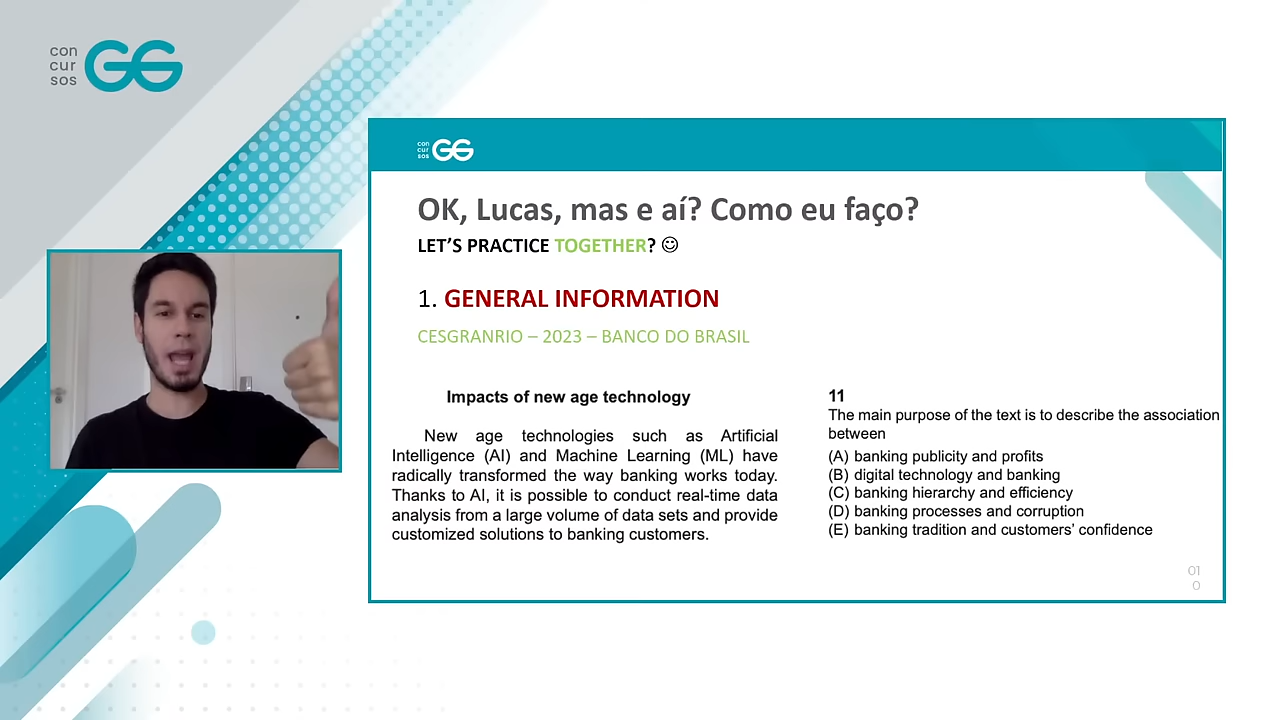 con
cur
sos
GG
con
cur
sos
GG
OK, Lucas, mas e aí? Como eu faço?
LET'S PRACTICE TOGETHER? ☺
1. GENERAL INFORMATION
CESGRANRIO – 2023 – BANCO DO BRASIL
Impacts of new age technology
New age technologies such as Artificial
Intelligence (AI) and Machine Learning (ML) have
radically transformed the way banking works today.
Thanks to AI, it is possible to conduct real-time data
analysis from a large volume of data sets and provide
customized solutions to banking customers.
11
The main purpose of the text is to describe the association
between
(A) banking publicity and profits
(B) digital technology and banking
(C) banking hierarchy and efficiency
(D) banking processes and corruption
(E) banking tradition and customers' confidence
01
0